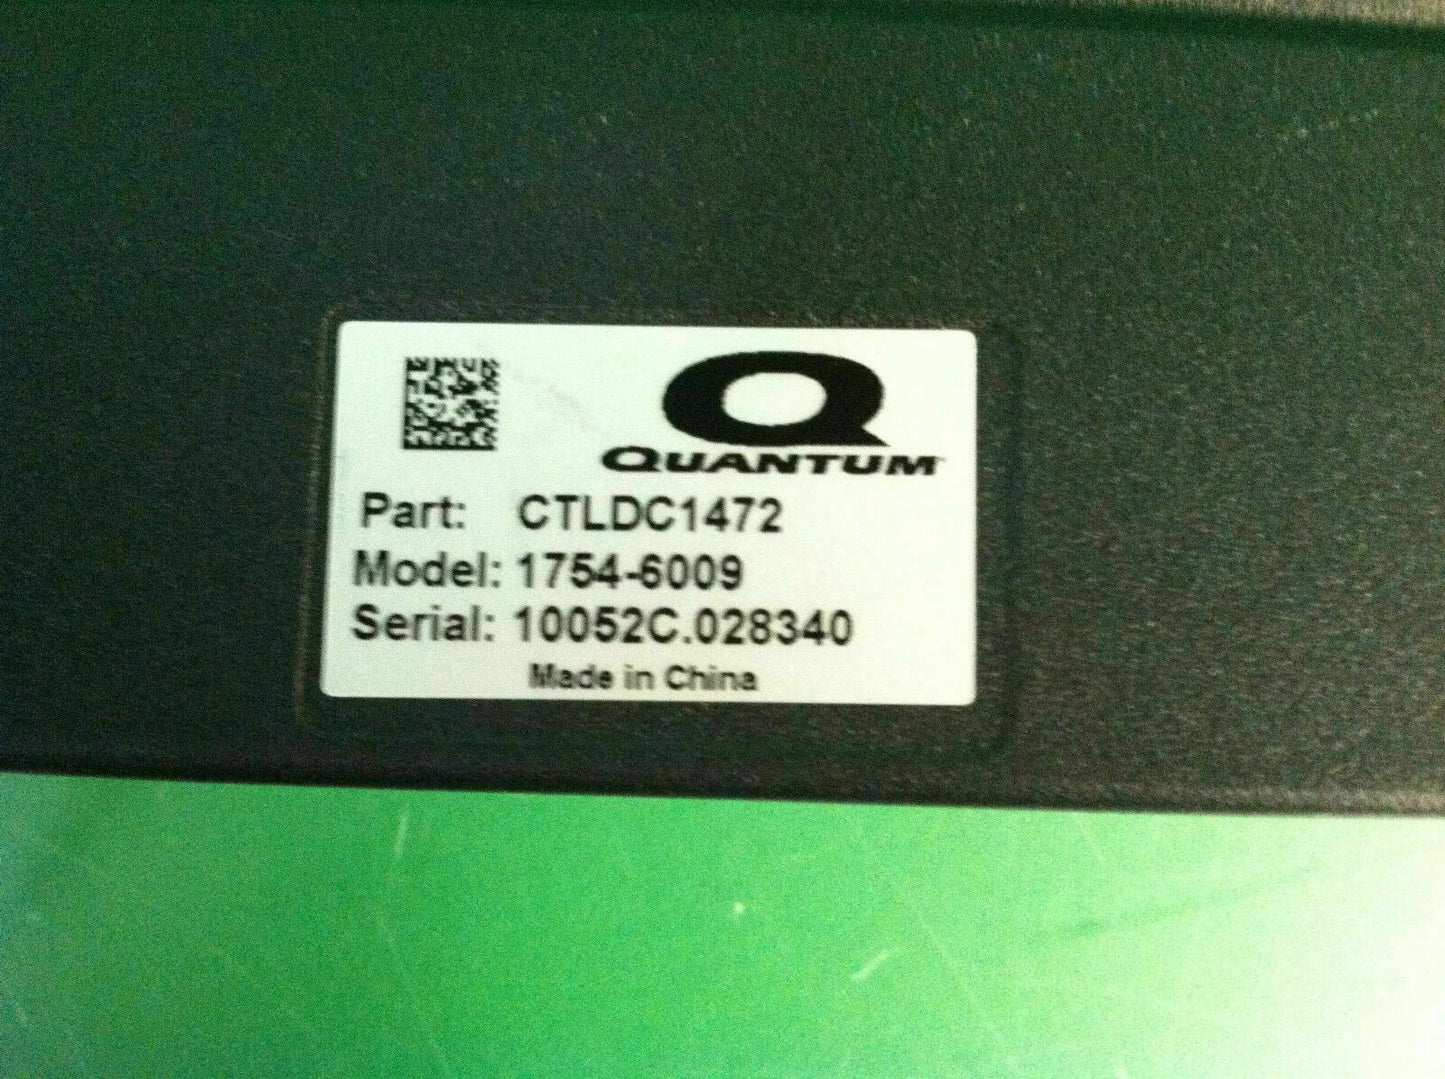 QUANTUM
Part: CTLDC1472
Model: 1754-6009
Serial: 10052C.028340
Made in China